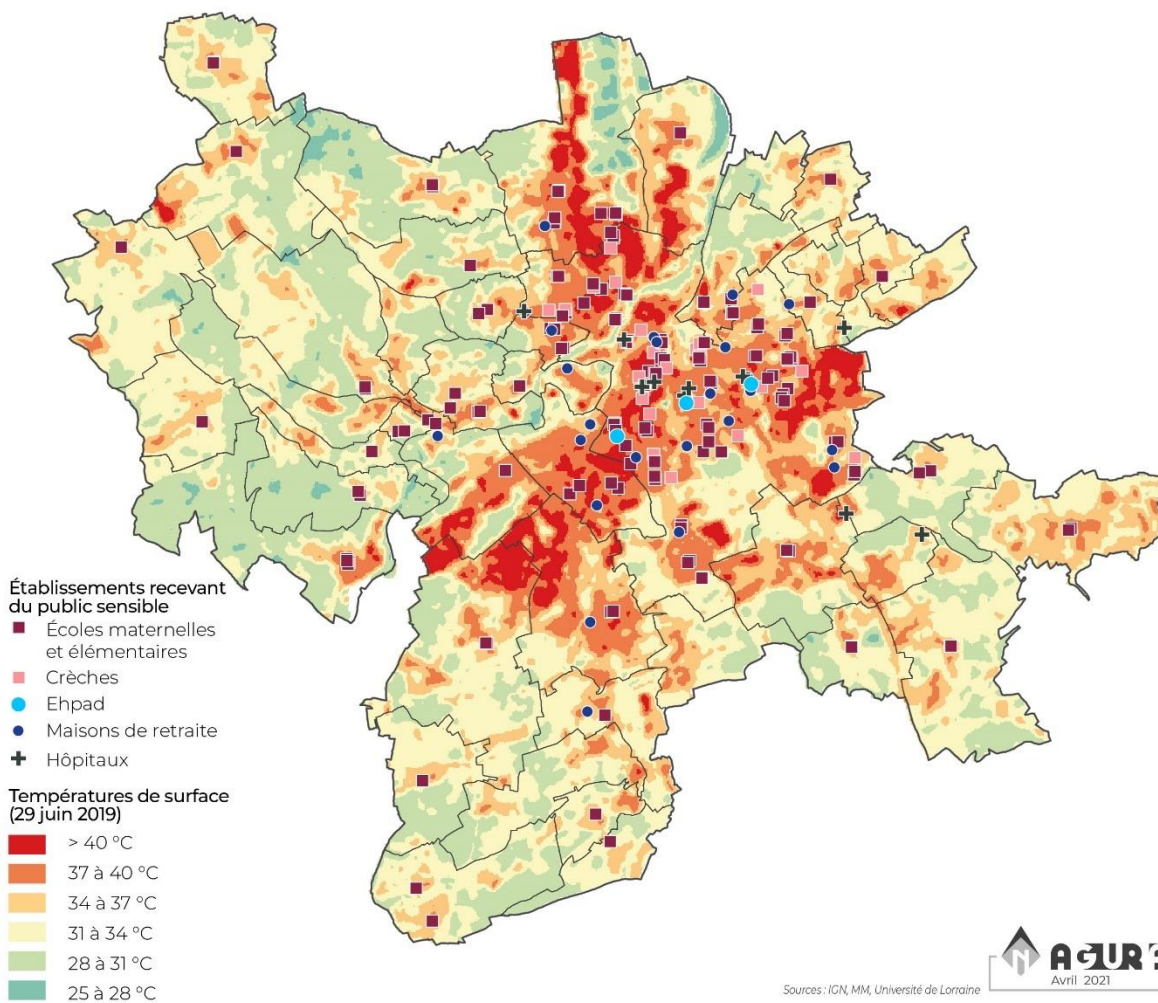 Établissements recevant
du public sensible
Écoles maternelles
et élémentaires
Crèches
Ehpad
Maisons de retraite
Hôpitaux
Températures de surface
(29 juin 2019)
> 40 °C
37 à 40 °C
34 à 37 °C
31 à 34 °C
28 à 31 °C
25 à 28 °C
Sources : IGN, MM, Université de Lorraine
N
AGUR
Avril 2021